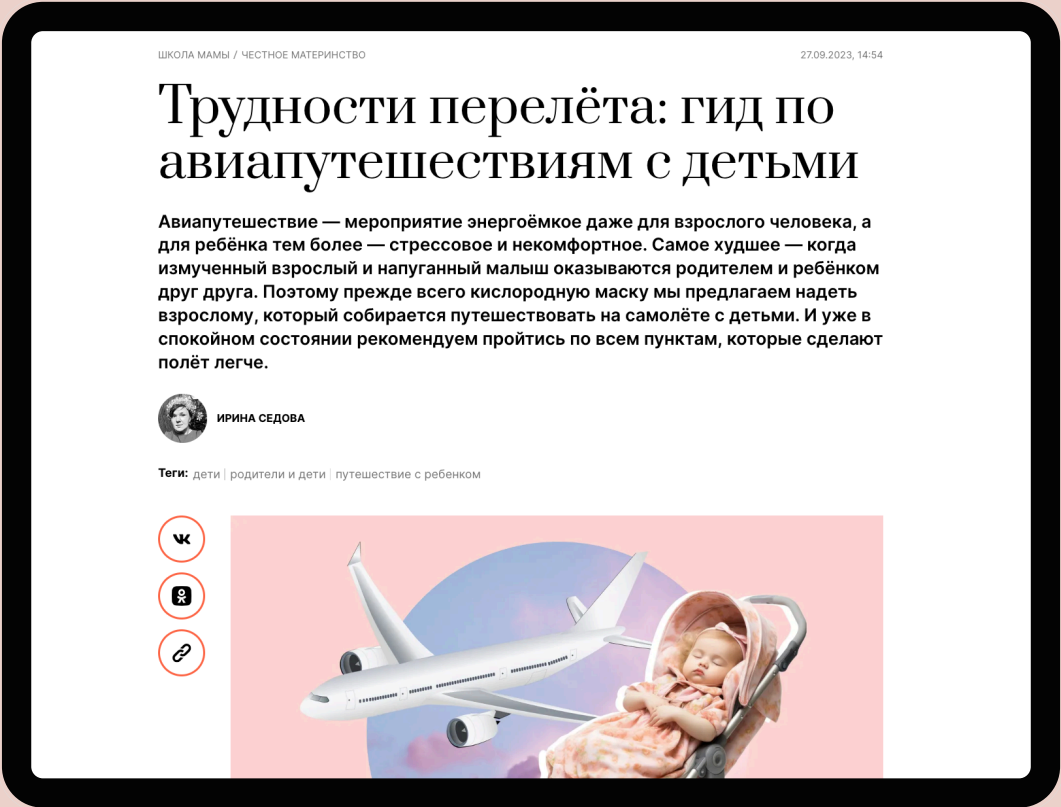 ШКОЛА МАМЫ / ЧЕСТНОЕ МАТЕРИНСТВО
27.09.2023, 14:54
Трудности перелёта: гид по
авиапутешествиям с детьми
Авиапутешествие — мероприятие энергоёмкое даже для взрослого человека, а
для ребёнка тем более — стрессовое и некомфортное. Самое худшее — когда
измученный взрослый и напуганный малыш оказываются родителем и ребёнком
друг друга. Поэтому прежде всего кислородную маску мы предлагаем надеть
взрослому, который собирается путешествовать на самолёте с детьми. И уже в
спокойном состоянии рекомендуем пройтись по всем пунктам, которые сделают
полёт легче.
ИРИНА СЕДОВА
Теги: дети | родители и дети | путешествие с ребенком